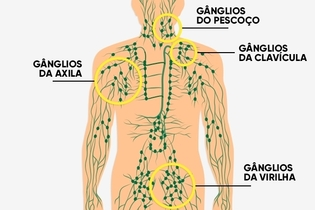 GÂNGLIOS
DO PESCOÇO
GÂNGLIOS
DA CLAVÍCULA
GÂNGLIOS
DA AXILA
GÂNGLIOS
DA VIRILHA